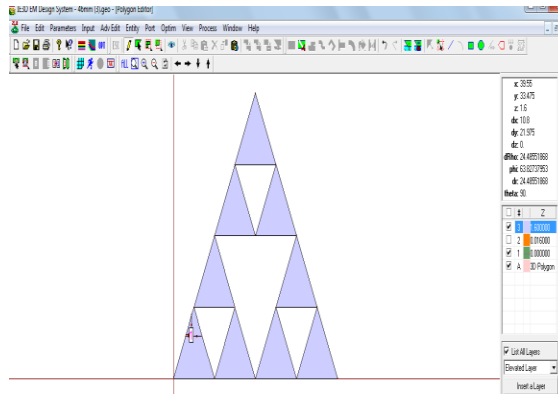 IE3D EM Design System - 46mm (3).geo - [Polygon Editor]
File Edit Parameters Input Adv Edit Entity Port Optim View Process Window Help
x: 39.55
y: 33.475
z: 1.6
dx: 10.8
dy: 21.975
dz: 0.
dRho: 24.48551868
phi: 63.82737953
dr: 24.48551868
theta: 90.
Z
3 1.600000
2 0.016000
1 0.000000
A 3D Polygon
List All Layers
Elevated Layer
Insert a Layer